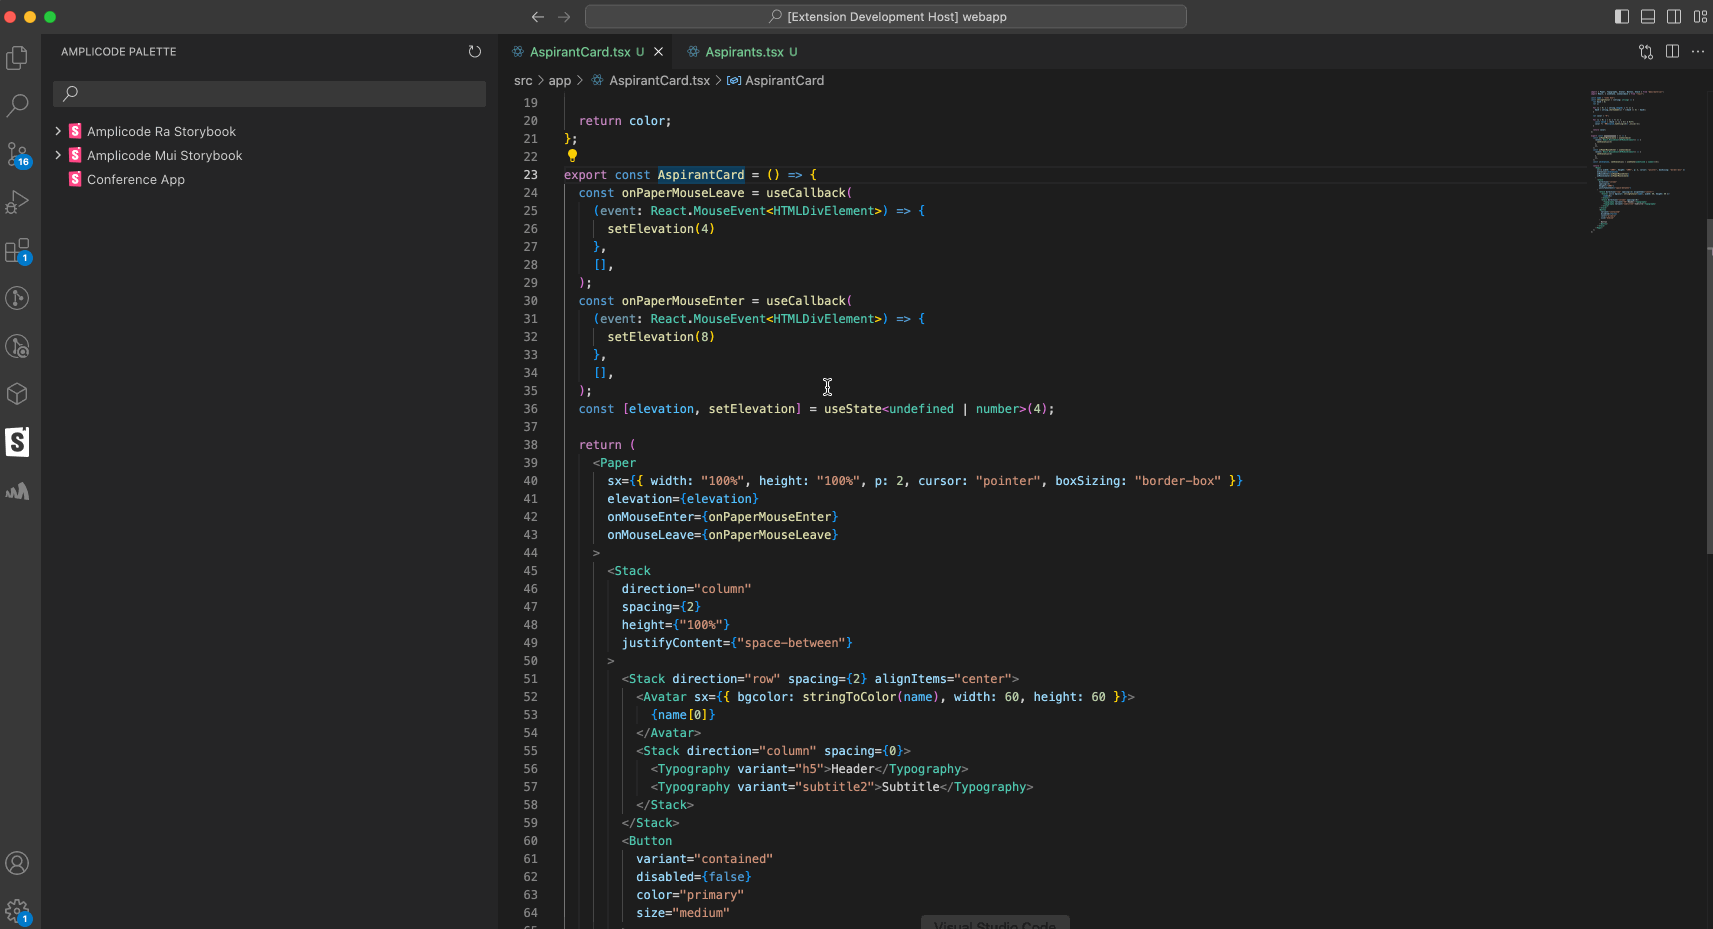 [Extension Development Host] webapp
AMPLICODE PALETTE
Amplicode Ra Storybook
Amplicode Mui Storybook
Conference App
16
1
1
AspirantCard.tsx U
Aspirants.tsx U
src > app > AspirantCard.tsx > AspirantCard
19
20 return color;
21 };
22
23 export const AspirantCard = () => {
24 const onPaperMouseLeave = useCallback(
25 (event: React.MouseEvent<HTMLDivElement>) => {
26 setElevation(4)
27 },
28 [],
29 );
30 const onPaperMouseEnter = useCallback(
31 (event: React.MouseEvent<HTMLDivElement>) => {
32 setElevation(8)
33 },
34 [],
35 );
36 const [elevation, setElevation] = useState<undefined | number>(4);
37
38 return (
39 <Paper
40 sx={{ width: "100%", height: "100%", p: 2, cursor: "pointer", boxSizing: "border-box" }}
41 elevation={elevation}
42 onMouseEnter={onPaperMouseEnter}
43 onMouseLeave={onPaperMouseLeave}
44 >
45 <Stack
46 direction="column"
47 spacing={2}
48 height={"100%"}
49 justifyContent={"space-between"}
50 >
51 <Stack direction="row" spacing={2} alignItems="center">
52 <Avatar sx={{ bgcolor: stringToColor(name), width: 60, height: 60 }}>
53 {name[0]}
54 </Avatar>
55 <Stack direction="column" spacing={0}>
56 <Typography variant="h5">Header</Typography>
57 <Typography variant="subtitle2">Subtitle</Typography>
58 </Stack>
59 </Stack>
60 <Button
61 variant="contained"
62 disabled={false}
63 color="primary"
64 size="medium"
Visual Studio Code